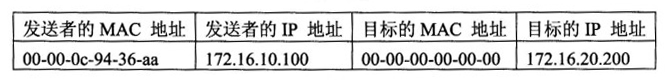 发送者的 MAC 地址 发送者的 IP 地址 目标的 MAC 地址 目标的 IP 地址
00-00-0c-94-36-aa 172.16.10.100 00-00-00-00-00-00 172.16.20.200